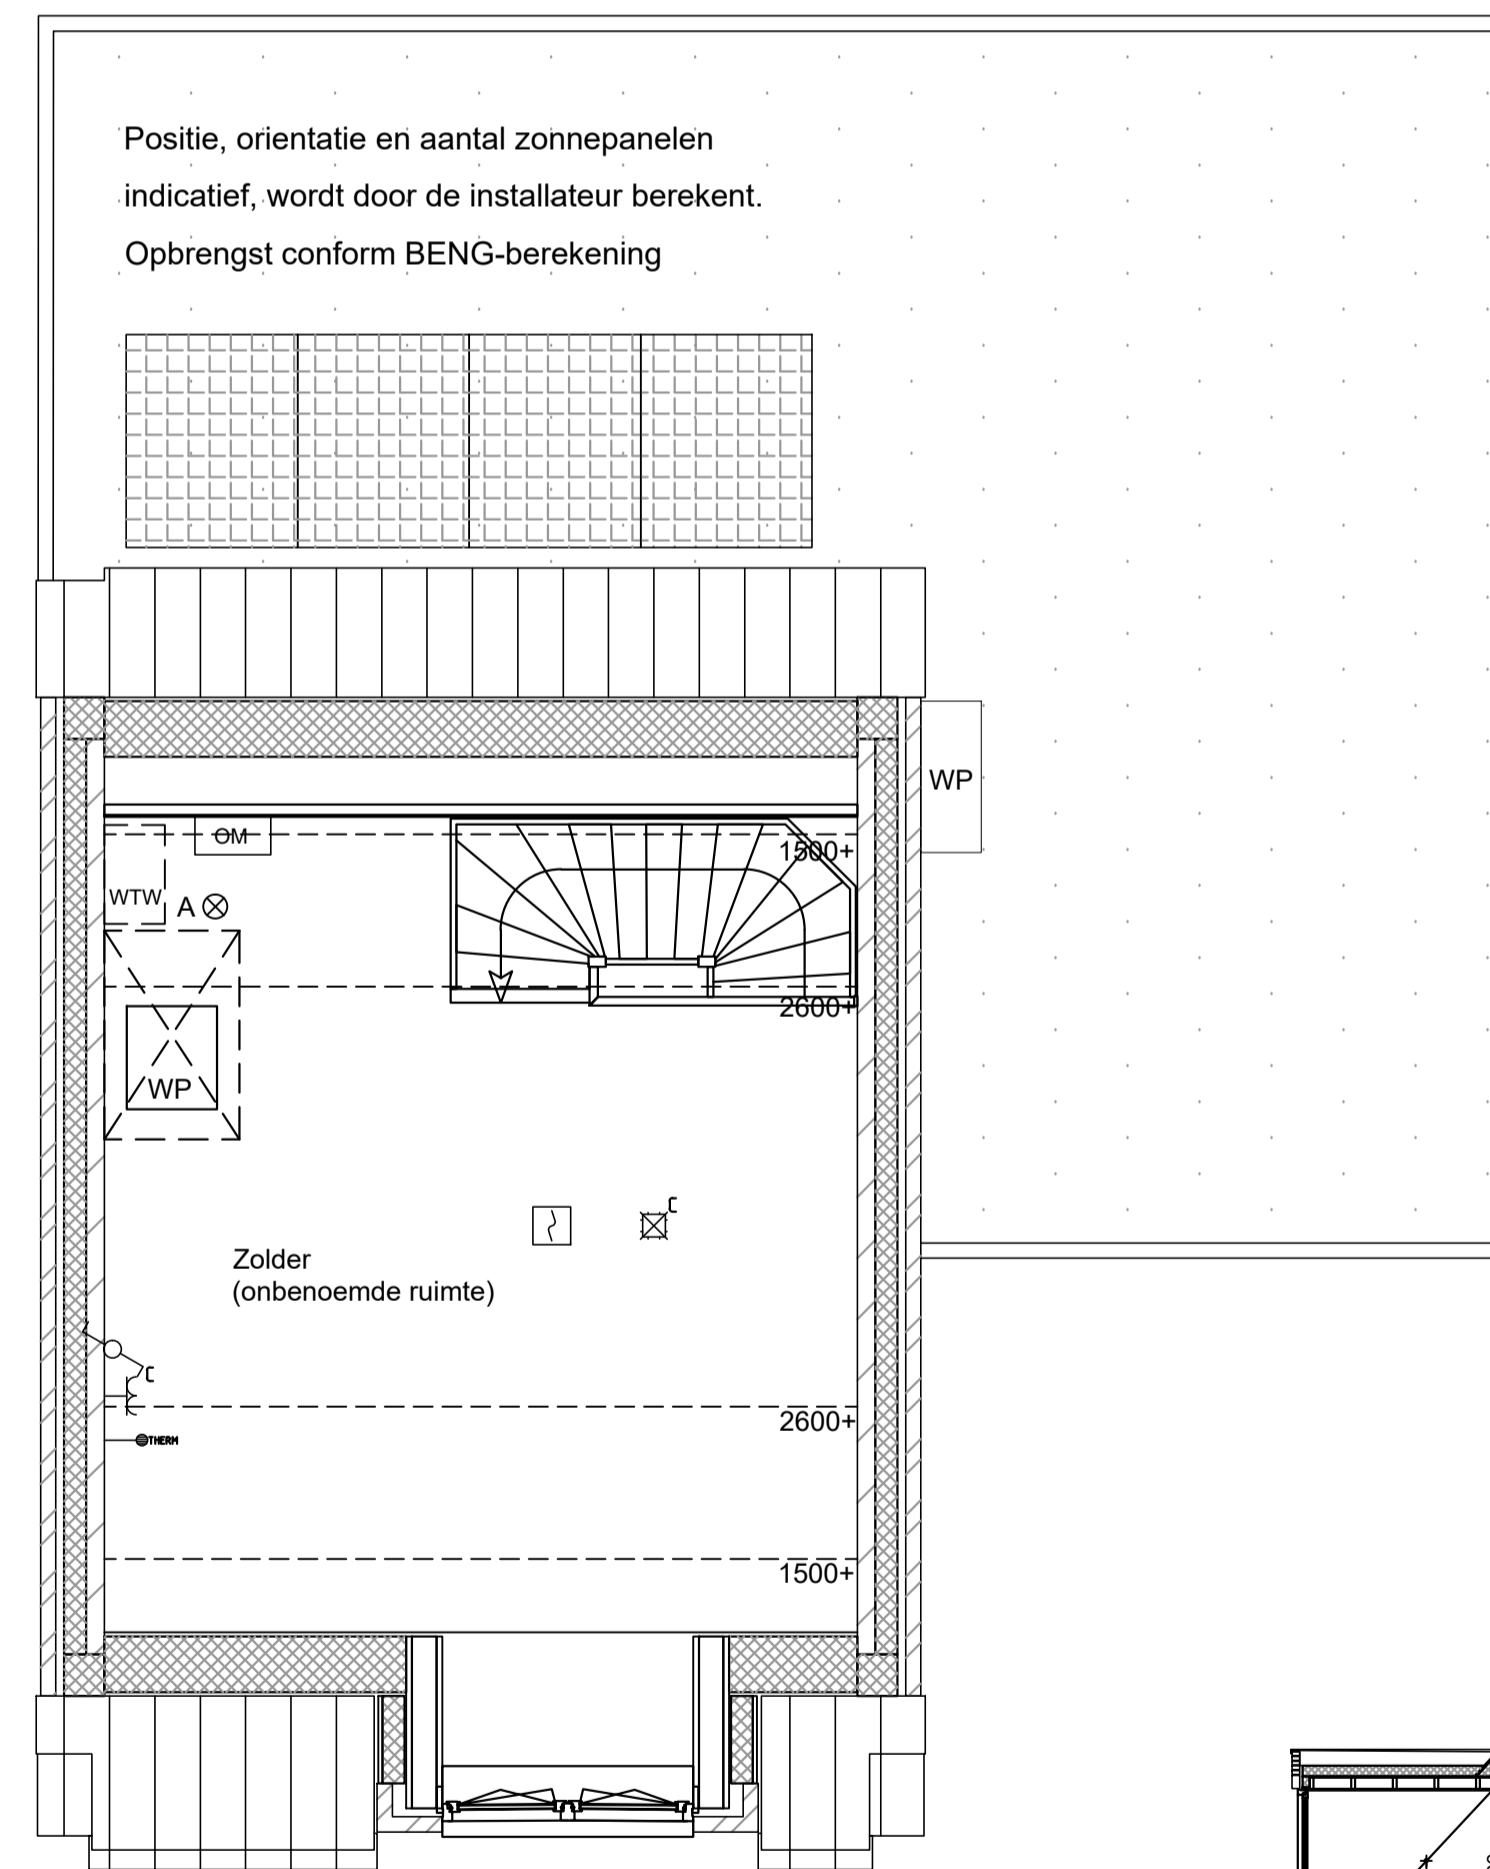 Positie, orientatie en aantal zonnepanelen
indicatief, wordt door de installateur berekent.
Opbrengst conform BENG-berekening
WP
OM
1500+
WTW
A
2600+
WP
C
Zolder
(onbenoemde ruimte)
C
2600+
THERM
1500+